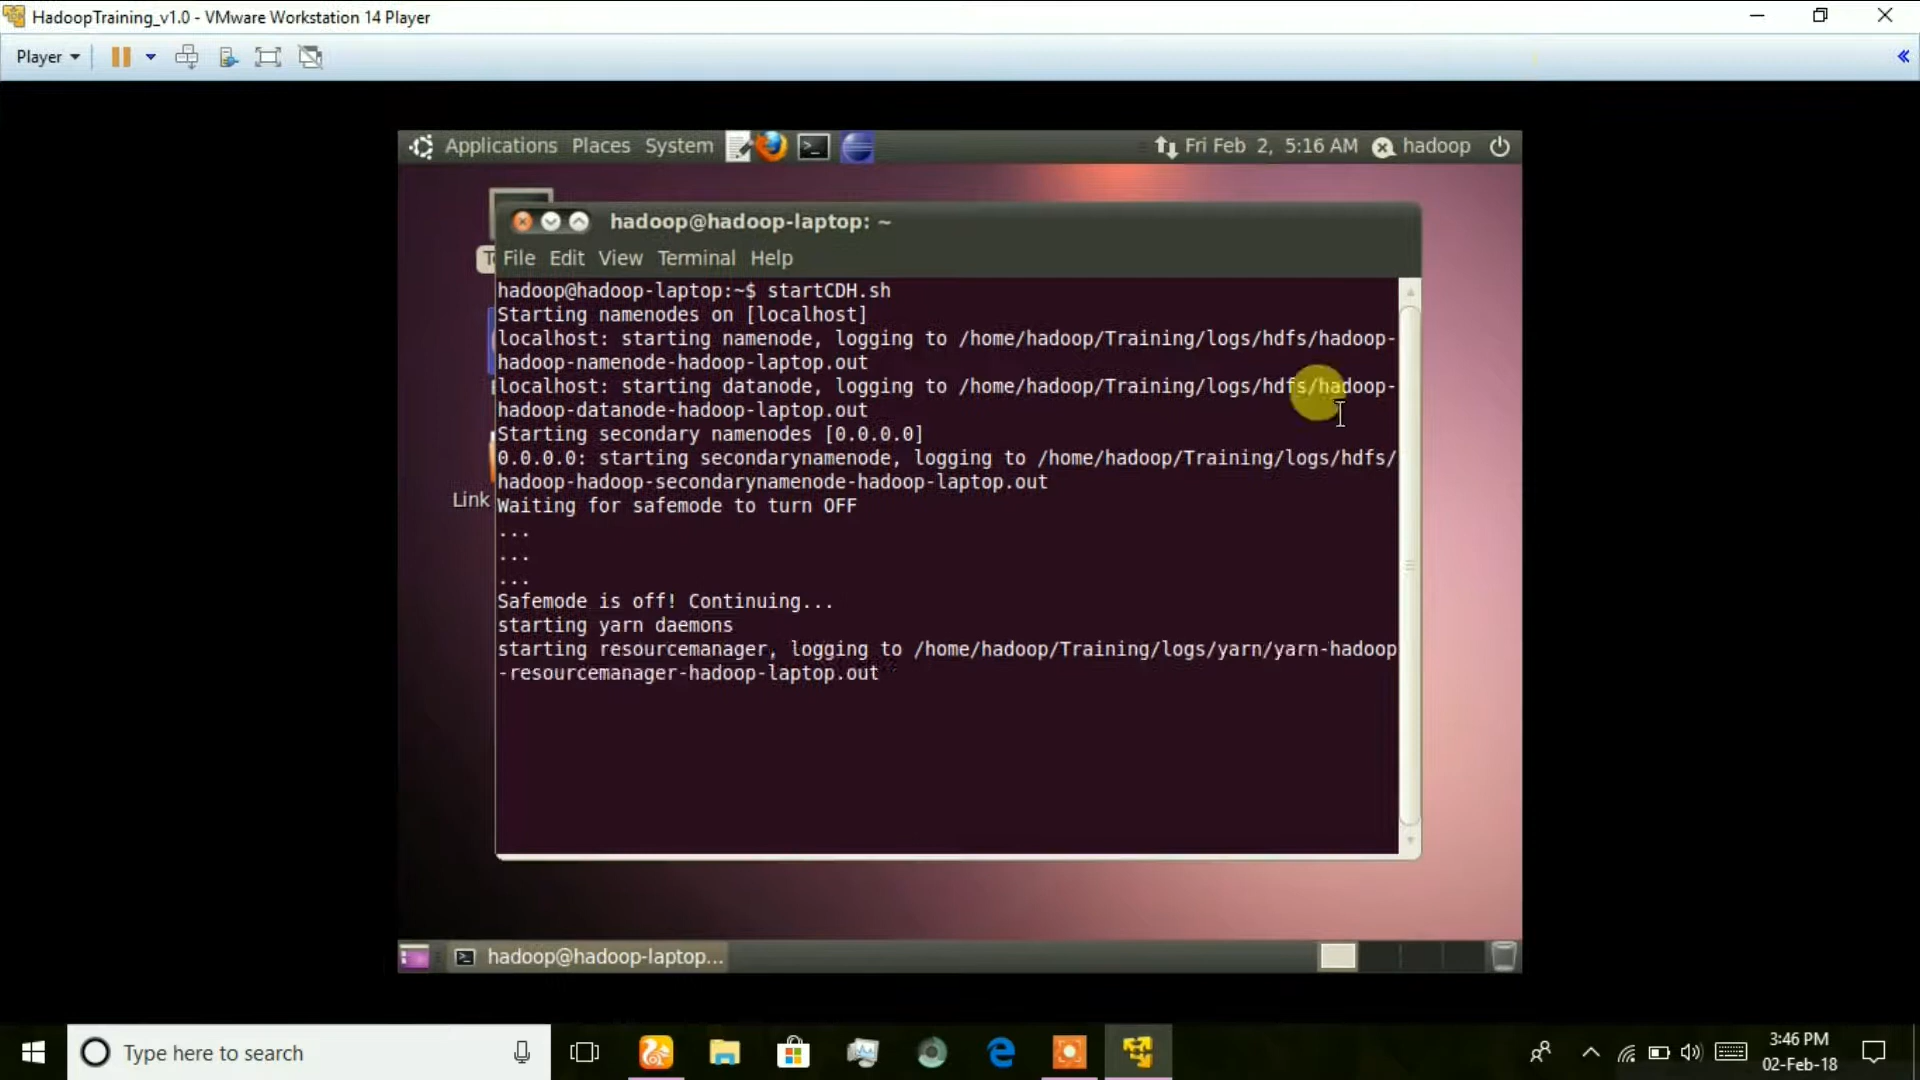 HadoopTraining_v1.0 - VMware Workstation 14 Player
Player
Applications Places System
Fri Feb 2, 5:16 AM
hadoop
hadoop@hadoop-laptop: ~
File Edit View Terminal Help
hadoop@hadoop-laptop:~$ startCDH.sh
Starting namenodes on [localhost]
localhost: starting namenode, logging to /home/hadoop/Training/logs/hdfs/hadoop-
hadoop-namenode-hadoop-laptop.out
localhost: starting datanode, logging to /home/hadoop/Training/logs/hdfs/hadoop-
hadoop-datanode-hadoop-laptop.out
Starting secondary namenodes [0.0.0.0]
0.0.0.0: starting secondarynamenode, logging to /home/hadoop/Training/logs/hdfs/
hadoop-hadoop-secondarynamenode-hadoop-laptop.out
Link
Waiting for safemode to turn OFF
...
...
...
Safemode is off! Continuing...
starting yarn daemons
starting resourcemanager, logging to /home/hadoop/Training/logs/yarn/yarn-hadoop
-resourcemanager-hadoop-laptop.out
hadoop@hadoop-laptop...
Type here to search
3:46 PM
02-Feb-18